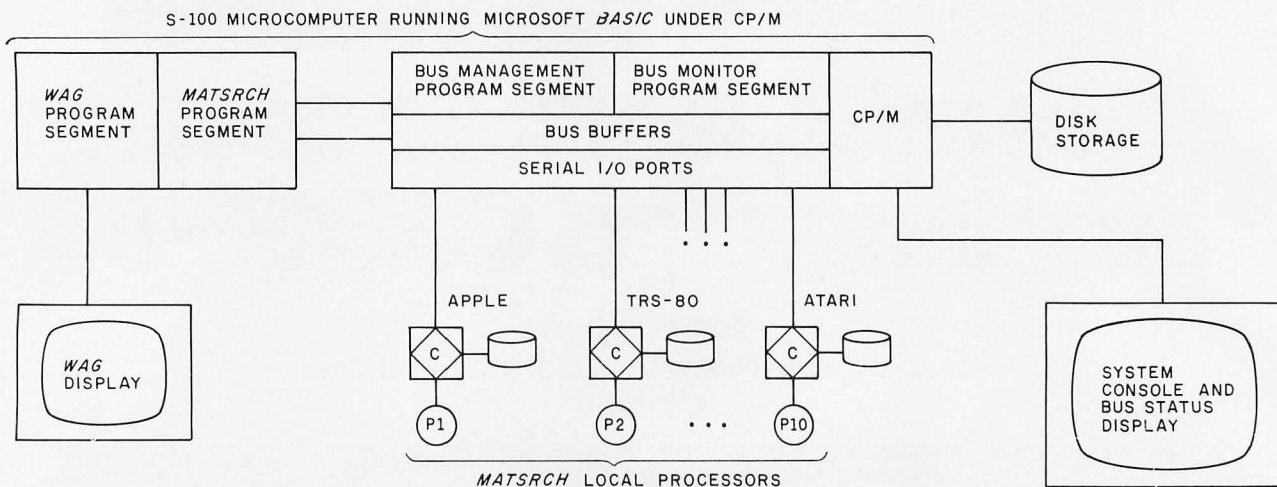 S-100 MICROCOMPUTER RUNNING MICROSOFT BASIC UNDER CP/M
WAG
PROGRAM
SEGMENT
MATSRCH
PROGRAM
SEGMENT
BUS MANAGEMENT
PROGRAM SEGMENT
BUS MONITOR
PROGRAM SEGMENT
BUS BUFFERS
SERIAL I/O PORTS
CP/M
DISK
STORAGE
APPLE
TRS-80
ATARI
C
C
C
P1
P2
• • •
P10
• • •
WAG
DISPLAY
SYSTEM
CONSOLE AND
BUS STATUS
DISPLAY
MATSRCH LOCAL PROCESSORS